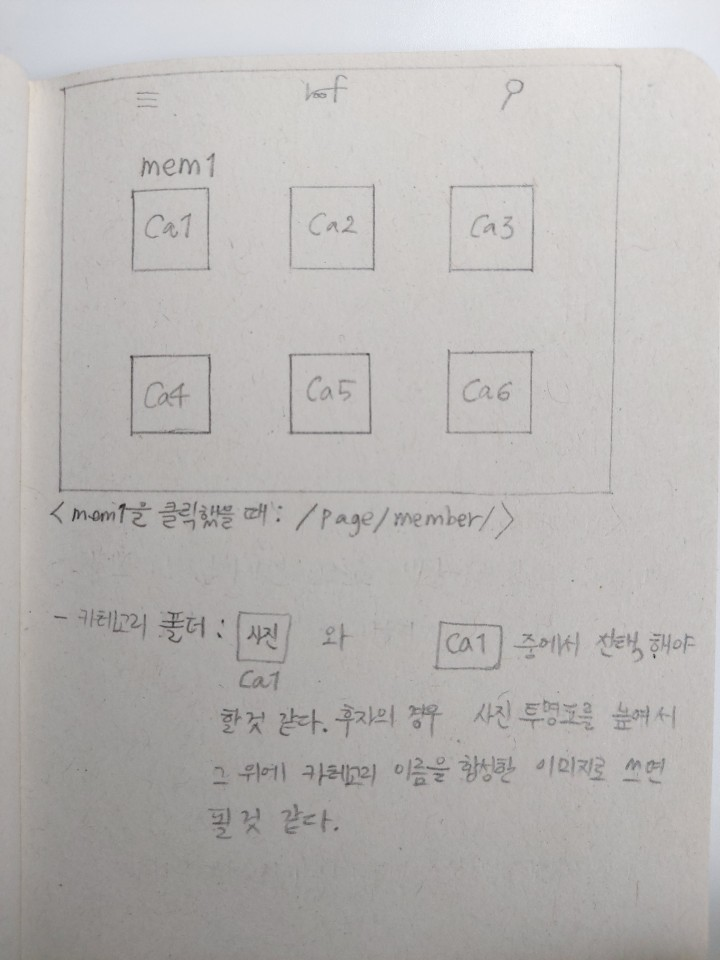 mem1
Ca1 Ca2 Ca3
Ca4 Ca5 Ca6
<mem1을 클릭했을 때: /page/member/>
- 카테고리 폴더: 사진 와 Ca1 중에서 선택해야
Ca1
할 것 같다. 후자의 경우 사진 투명도를 높여서
그 위에 카테고리 이름을 합성한 이미지로 쓰면
될 것 같다.